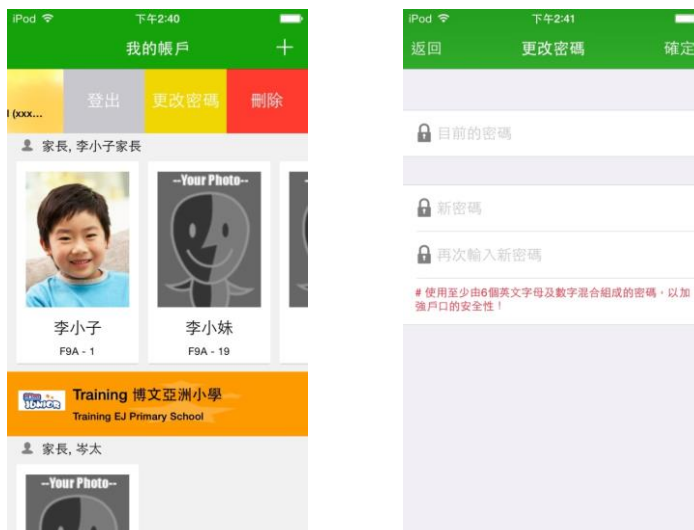 iPod 下午2:40
我的帳戶 +
l (xxx... 登出 更改密碼 刪除
家長, 李小子家長
--Your Photo--
李小子 李小妹
F9A - 1 F9A - 19
Training 博文亞洲小學
Training EJ Primary School
家長, 岑太
--Your Photo--
iPod 下午2:41
返回 更改密碼 確定
目前的密碼
新密碼
再次輸入新密碼
# 使用至少由6個英文字母及數字混合組成的密碼，以加
強戶口的安全性！